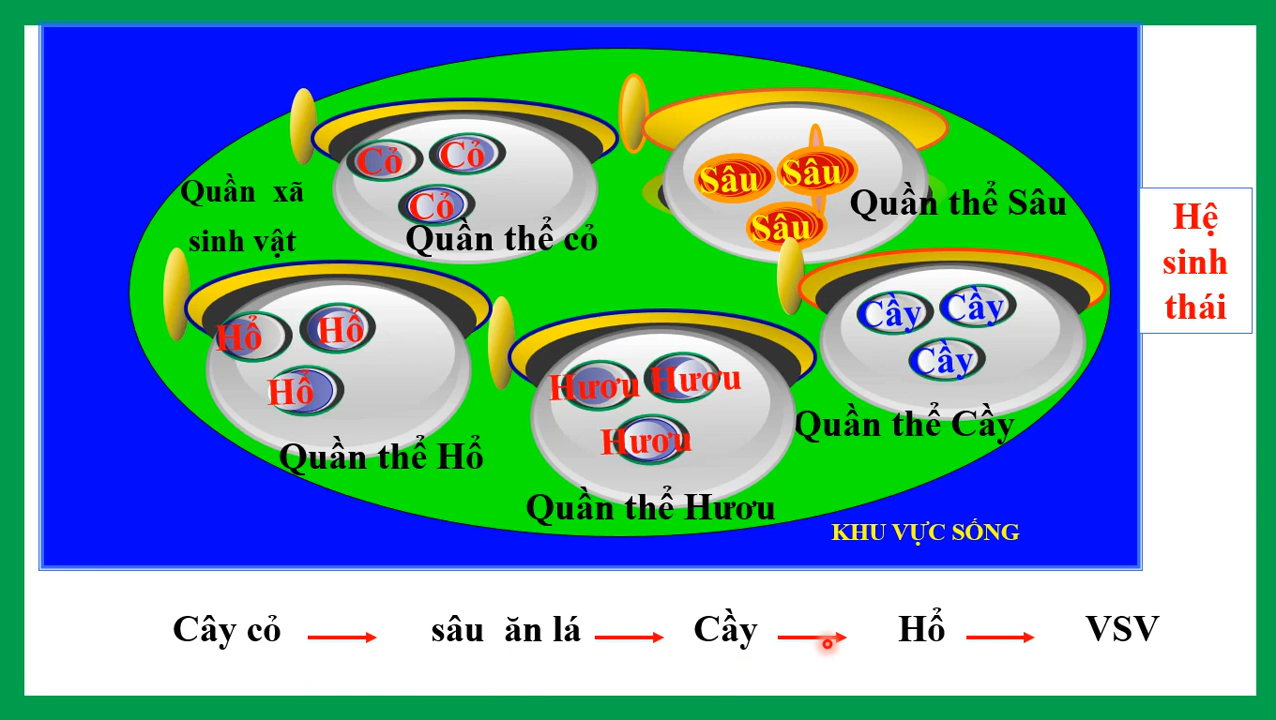 Quần xã
sinh vật
Cỏ
Cỏ
Cỏ
Quần thể cỏ
Sâu
Sâu
Sâu
Quần thể Sâu
Hổ
Hổ
Hổ
Quần thể Hổ
Hươu
Hươu
Hươu
Quần thể Hươu
Cầy
Cầy
Cầy
Quần thể Cầy
KHU VỰC SỐNG
Hệ
sinh
thái
Cây cỏ sâu ăn lá Cầy Hổ VSV